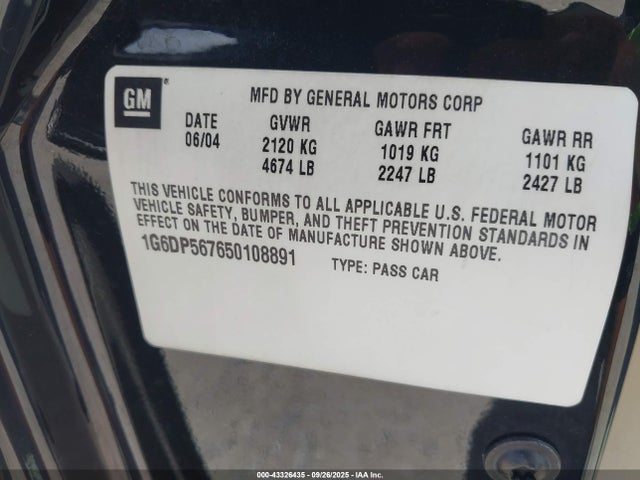 GM ®
MFD BY GENERAL MOTORS CORP
DATE GVWR GAWR FRT GAWR RR
06/04 2120 KG 1019 KG 1101 KG
4674 LB 2247 LB 2427 LB
THIS VEHICLE CONFORMS TO ALL APPLICABLE U.S. FEDERAL MOTOR
VEHICLE SAFETY, BUMPER, AND THEFT PREVENTION STANDARDS IN
EFFECT ON THE DATE OF MANUFACTURE SHOWN ABOVE.
1G6DP567650108891 TYPE: PASS CAR
000-43326435 - 09/26/2025 - IAA Inc.